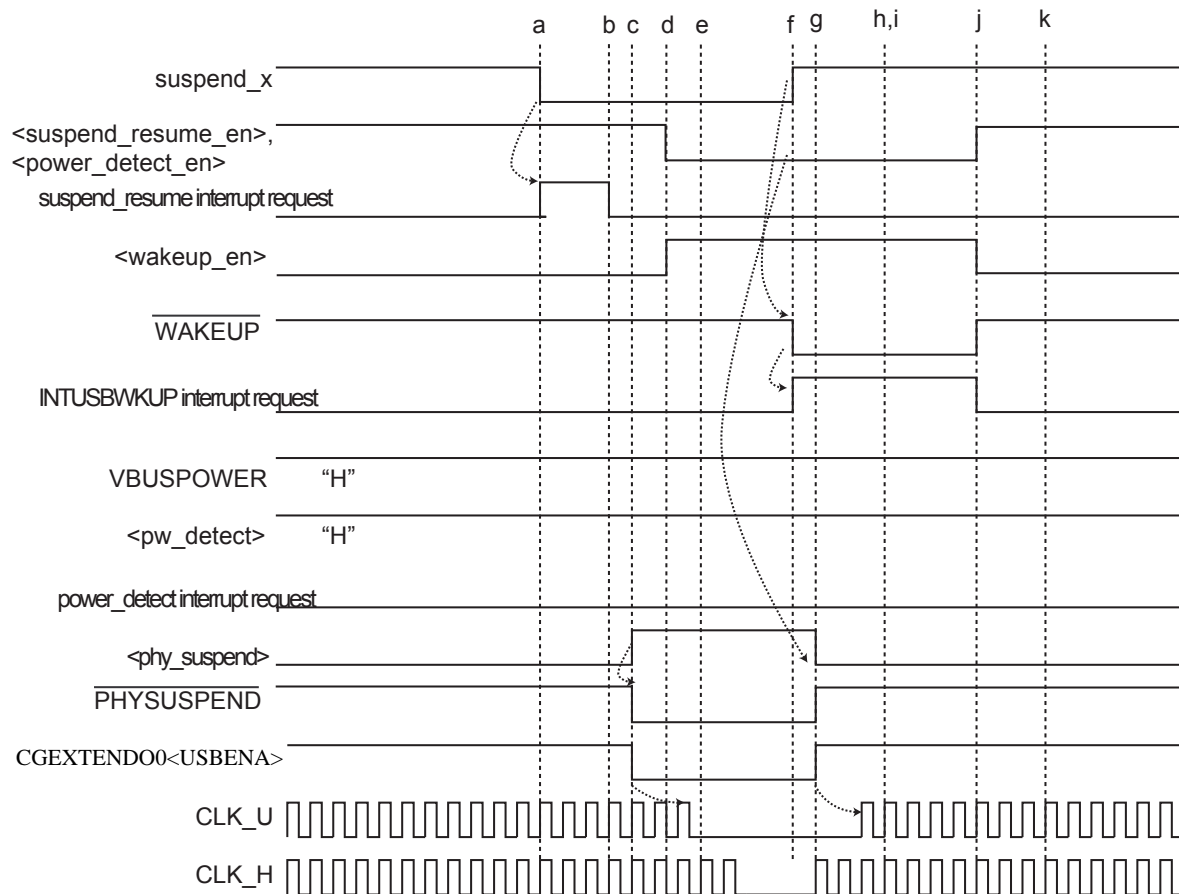 a b c d e f g h,i j k
suspend_x
<suspend_resume_en>,
<power_detect_en>
suspend_resume interrupt request
<wakeup_en>
WAKEUP
INTUSBWKUP interrupt request
VBUSPOWER “H”
<pw_detect> “H”
power_detect interrupt request
<phy_suspend>
PHYSUSPEND
CGEXTENDO0<USBENA>
CLK_U
CLK_H